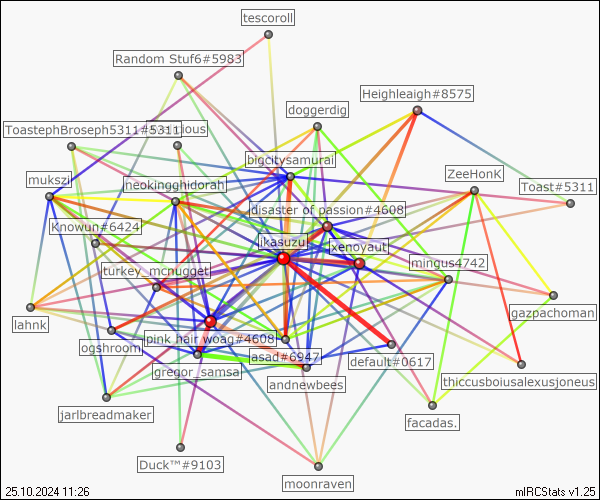 tescoroll
Random Stuf6#5983
Heighleaigh#8575
doggerdig
ToastephBroseph5311#5311
bigcitysamurai
ZeeHonK
mukszi
neokingghidorah
Toast#5311
disaster of passion#4608
Knowun#6424
ikasuzu
xenoyaut
mingus4742
turkey_mcnugget
gazpachoman
lahnk
pink hair woag#4608
ogshroom
asad#6947
default#0617
gregor_samsa
andnewbees
thiccusboiusalexusjoneus
jarlbreadmaker
facadas.
Duck™#9103
moonraven
25.10.2024 11:26
mIRCStats v1.25